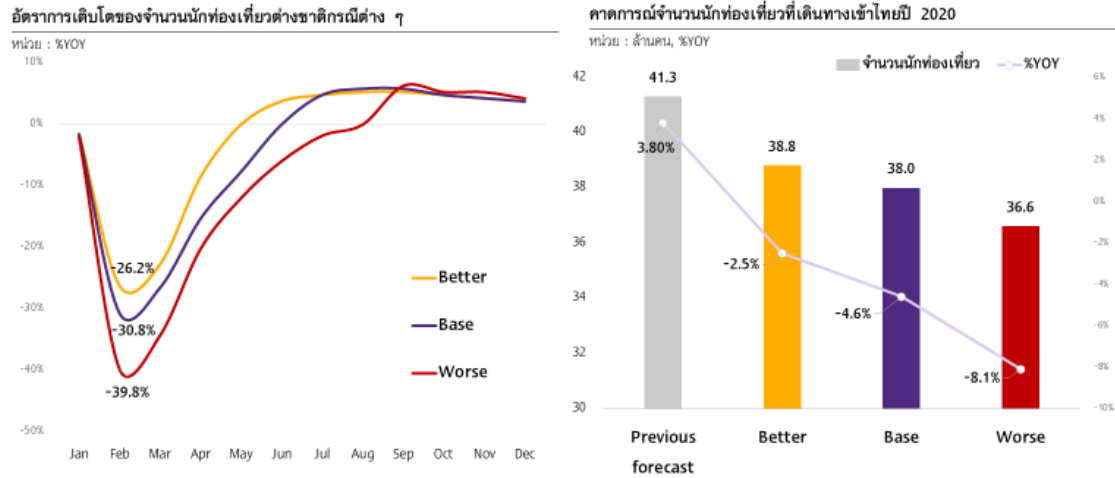 อัตราการเติบโตของจำนวนนักท่องเที่ยวต่างชาติกรณีต่าง ๆ
หน่วย : %YOY
10%
0%
-10%
-20%
-30%
-40%
-50%
-26.2%
-30.8%
-39.8%
Better
Base
Worse
Jan Feb Mar Apr May Jun Jul Aug Sep Oct Nov Dec
คาดการณ์จำนวนนักท่องเที่ยวที่เดินทางเข้าไทยปี 2020
หน่วย : ล้านคน, %YOY
จำนวนนักท่องเที่ยว %YOY
42
40
38
36
34
32
30
41.3
38.8
38.0
36.6
3.80%
-2.5%
-4.6%
-8.1%
6%
4%
2%
0%
-2%
-4%
-6%
-8%
-10%
Previous forecast
Better
Base
Worse